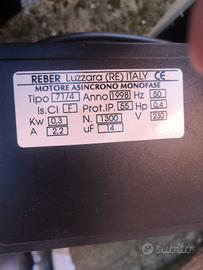 REBER Luzzara (RE) ITALY CE
MOTORE ASINCRONO MONOFASE
Tipo 71/4 Anno 1998 Hz 50
Is.Cl F Prot.IP. 55 Hp 0.4
Kw 0.3 N. 1300 V 230
A 2.2 uF 14
subito